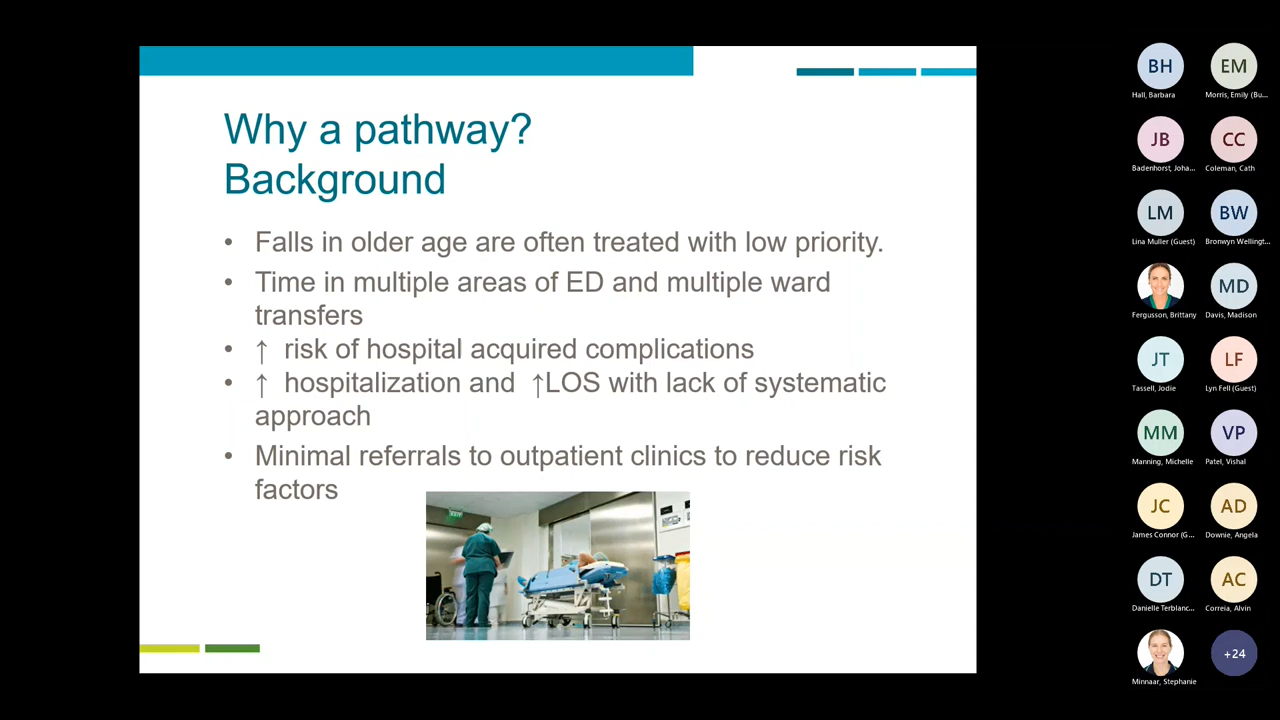 Why a pathway?
Background
• Falls in older age are often treated with low priority.
• Time in multiple areas of ED and multiple ward
transfers
• ↑ risk of hospital acquired complications
• ↑ hospitalization and ↑LOS with lack of systematic
approach
• Minimal referrals to outpatient clinics to reduce risk
factors
BH
Hall, Barbara
EM
Morris, Emily (Bu...
JB
Badenhorst, Joha...
CC
Coleman, Cath
LM
Lina Muller (Guest)
BW
Bronwyn Wellingt...
Fergusson, Brittany
MD
Davis, Madison
JT
Tassell, Jodie
LF
Lyn Fell (Guest)
MM
Manning, Michelle
VP
Patel, Vishal
JC
James Connor (G...
AD
Downie, Angela
DT
Danielle Terblanc...
AC
Correia, Alvin
Minnaar, Stephanie
+24